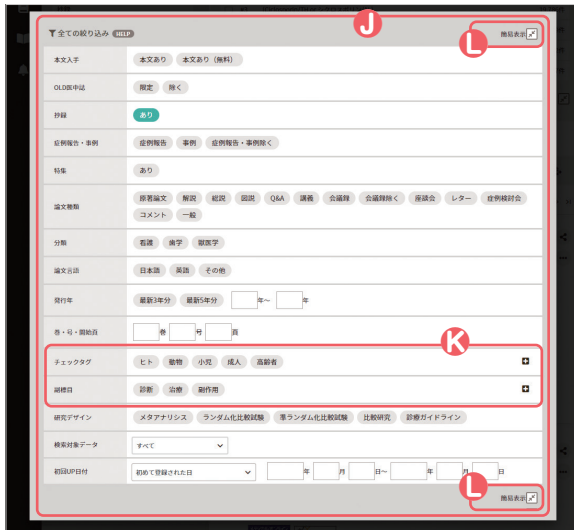 J
全ての絞り込み HELP 簡易表示
L
本文入手 本文あり 本文あり（無料）
OLD医中誌 限定 除く
抄録 あり
症例報告・事例 症例報告 事例 症例報告・事例除く
特集 あり
論文種類 原著論文 解説 総説 図説 Q&A 講義 会議録 会議録除く 座談会 レター 症例検討会
コメント 一般
分類 看護 歯学 獣医学
論文言語 日本語 英語 その他
発行年 最新3年分 最新5年分 年〜 年
巻・号・開始頁 巻 号 頁
K
チェックタグ ヒト 動物 小児 成人 高齢者
副標目 診断 治療 副作用
研究デザイン メタアナリシス ランダム化比較試験 準ランダム化比較試験 比較研究 診療ガイドライン
検索対象データ すべて
初回UP日付 初めて登録された日 年 月 日〜 年 月 日
L
簡易表示